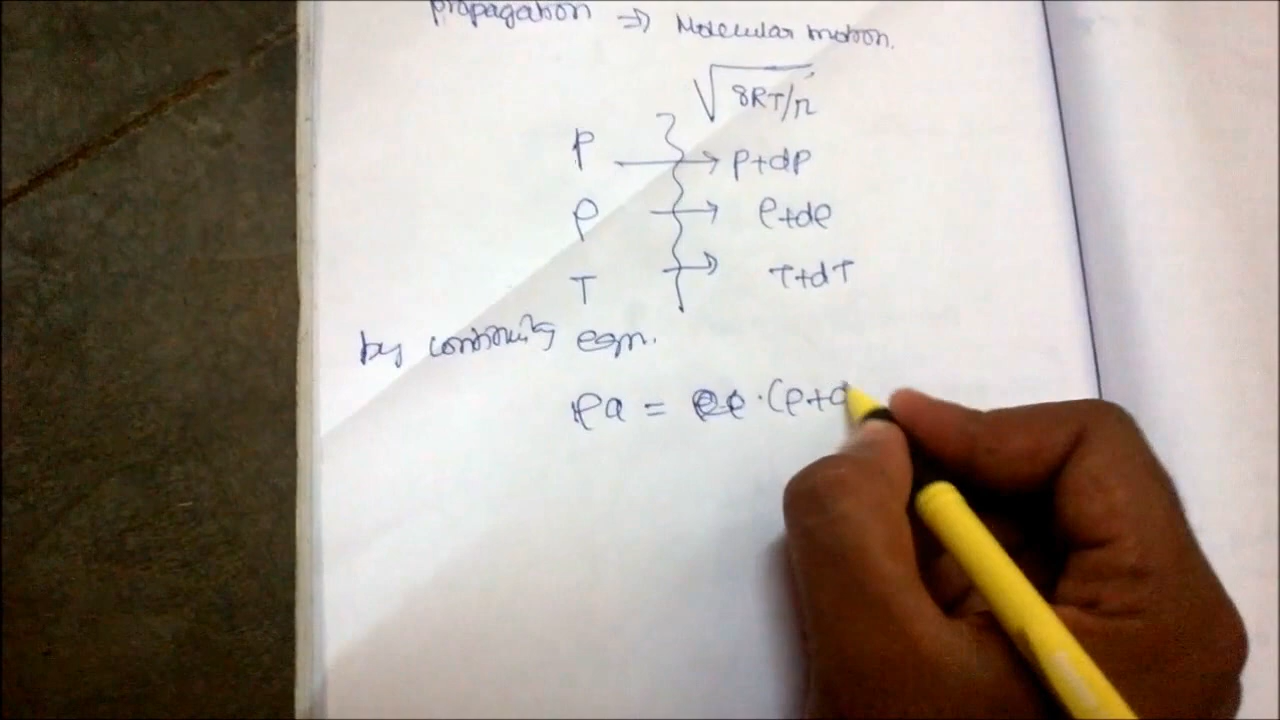 propagation ⇒ Molecular motion.
√8RT/π
P → P+dP
ρ → ρ+dρ
T → T+dT
by continuity eqn.
ρa = · (ρ+d